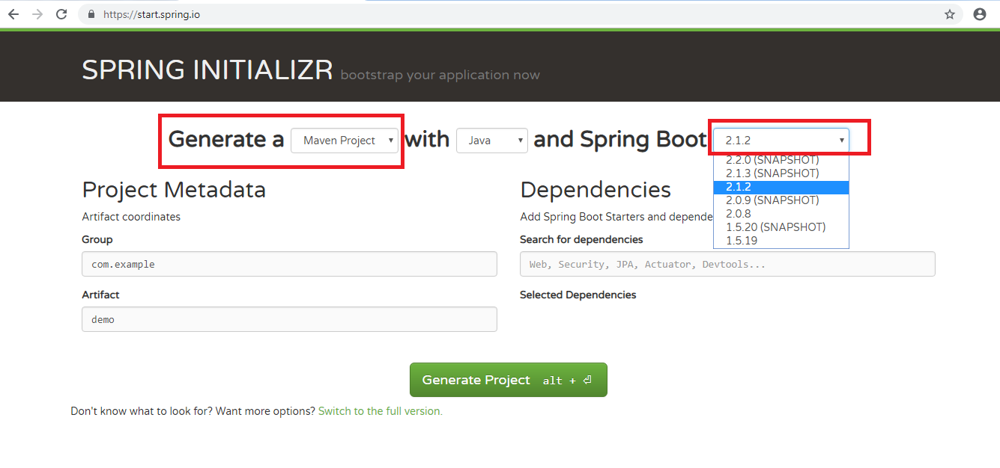 https://start.spring.io
SPRING INITIALIZR bootstrap your application now
Generate a Maven Project with Java and Spring Boot 2.1.2
2.2.0 (SNAPSHOT)
2.1.3 (SNAPSHOT)
2.1.2
2.0.9 (SNAPSHOT)
2.0.8
1.5.20 (SNAPSHOT)
1.5.19
Project Metadata
Artifact coordinates
Group
com.example
Artifact
demo
Dependencies
Add Spring Boot Starters and depende
Search for dependencies
Web, Security, JPA, Actuator, Devtools...
Selected Dependencies
Generate Project alt + ⏎
Don't know what to look for? Want more options? Switch to the full version.